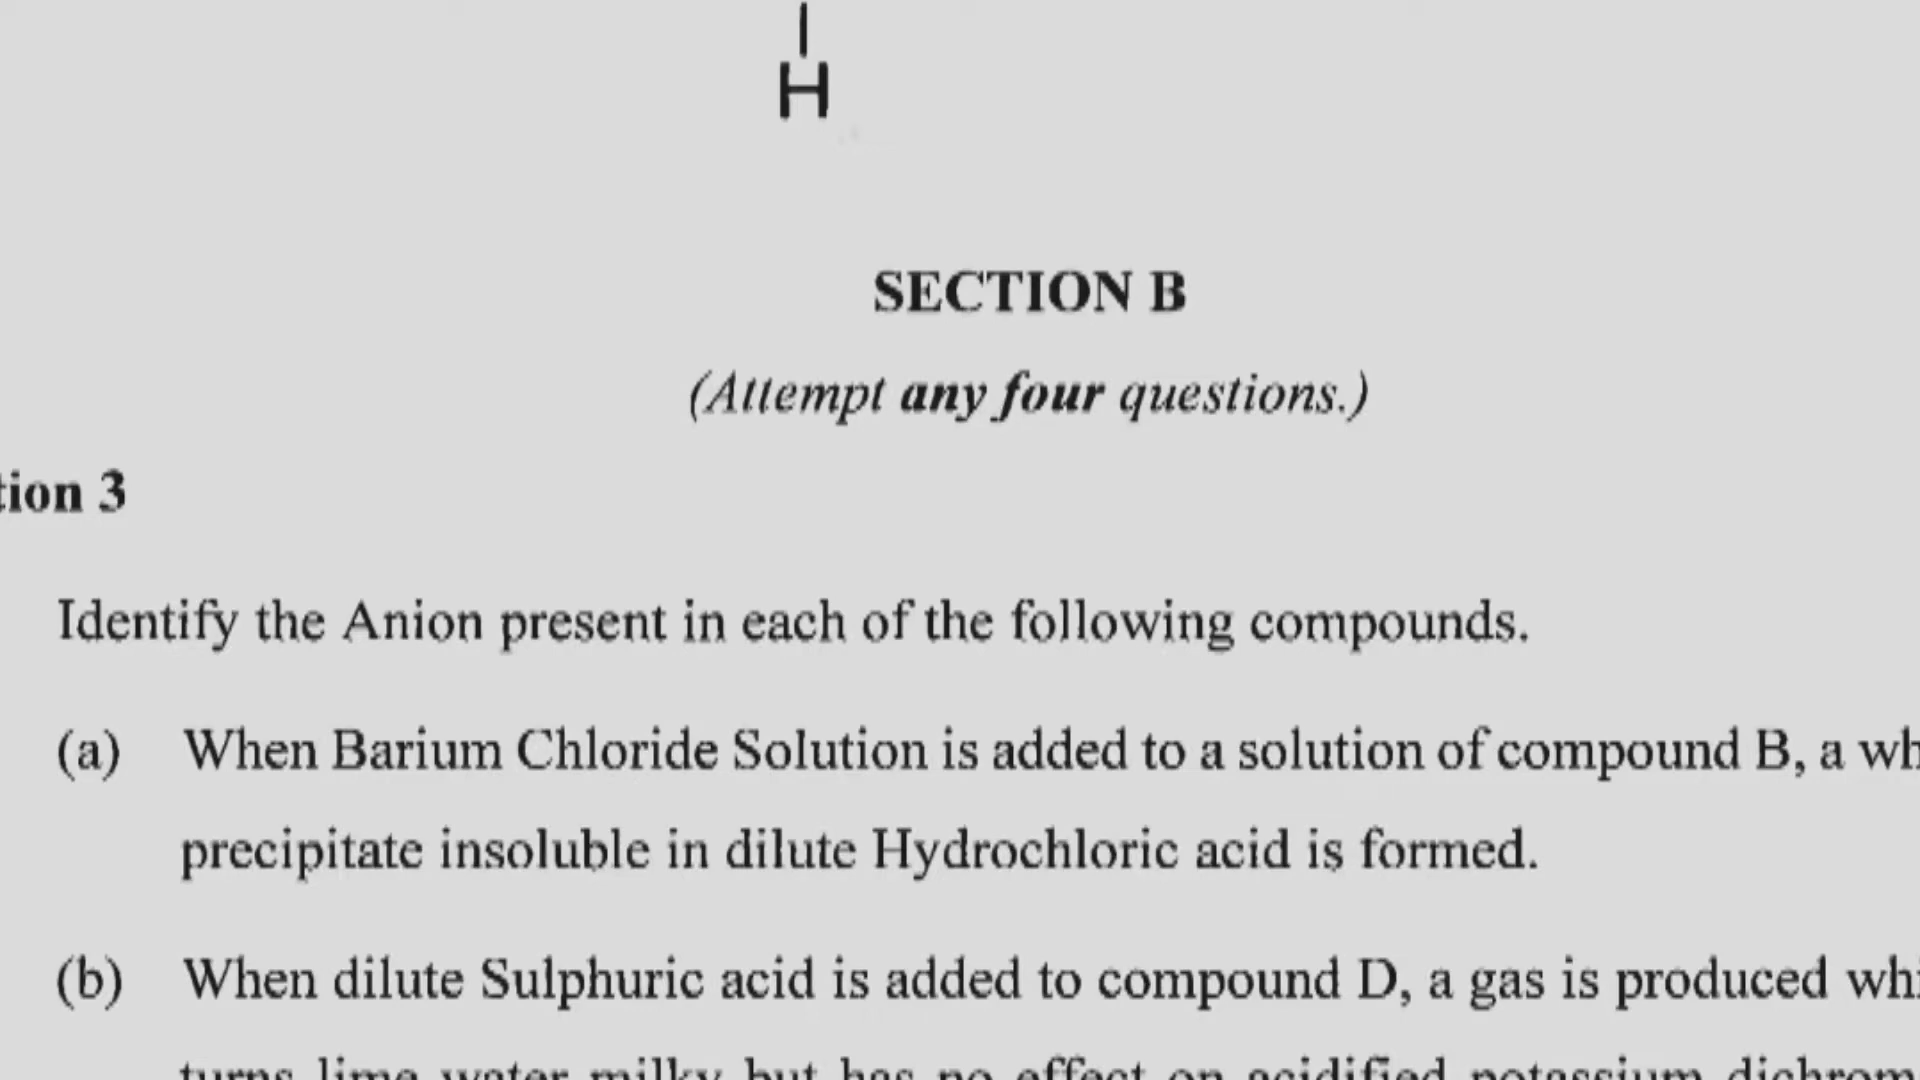 H
SECTION B
(Attempt any four questions.)
tion 3
Identify the Anion present in each of the following compounds.
(a) When Barium Chloride Solution is added to a solution of compound B, a wh
precipitate insoluble in dilute Hydrochloric acid is formed.
(b) When dilute Sulphuric acid is added to compound D, a gas is produced whi
turns lime water milky but has no effect on acidified potassium dichrom